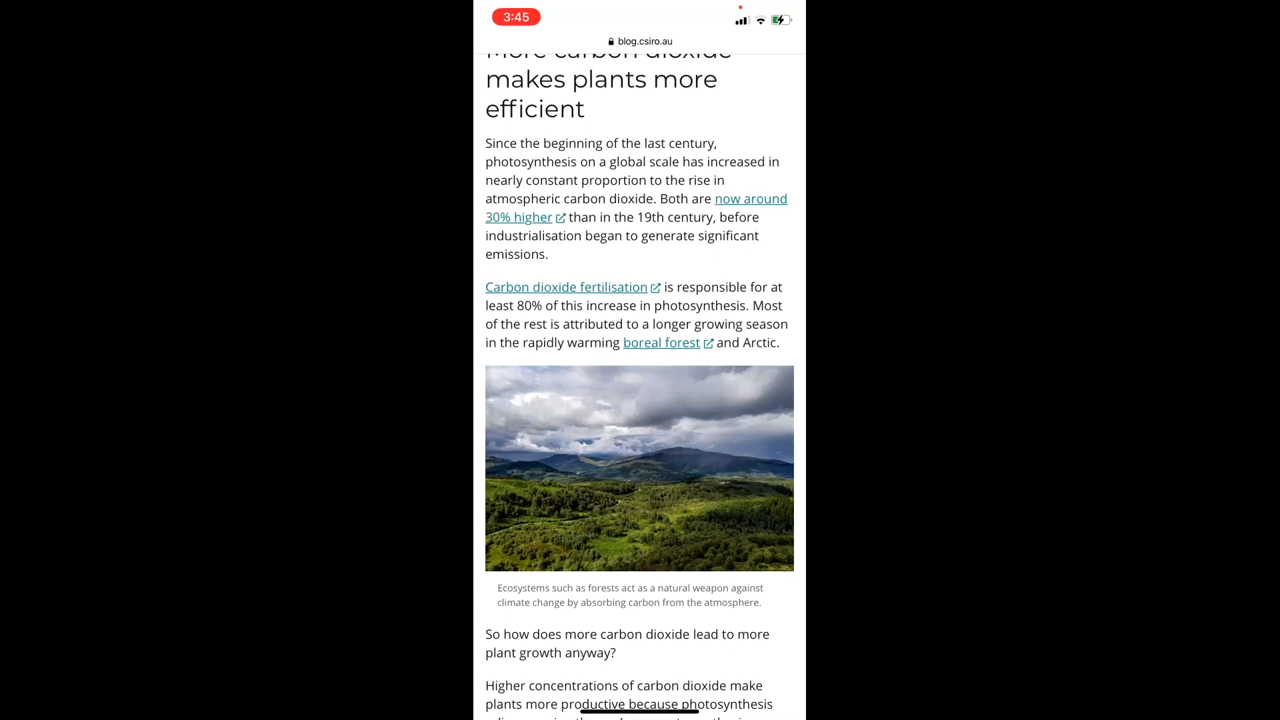 3:45
blog.csiro.au
More carbon dioxide
makes plants more
efficient
Since the beginning of the last century,
photosynthesis on a global scale has increased in
nearly constant proportion to the rise in
atmospheric carbon dioxide. Both are now around
30% higher than in the 19th century, before
industrialisation began to generate significant
emissions.
Carbon dioxide fertilisation is responsible for at
least 80% of this increase in photosynthesis. Most
of the rest is attributed to a longer growing season
in the rapidly warming boreal forest and Arctic.
Ecosystems such as forests act as a natural weapon against
climate change by absorbing carbon from the atmosphere.
So how does more carbon dioxide lead to more
plant growth anyway?
Higher concentrations of carbon dioxide make
plants more productive because photosynthesis